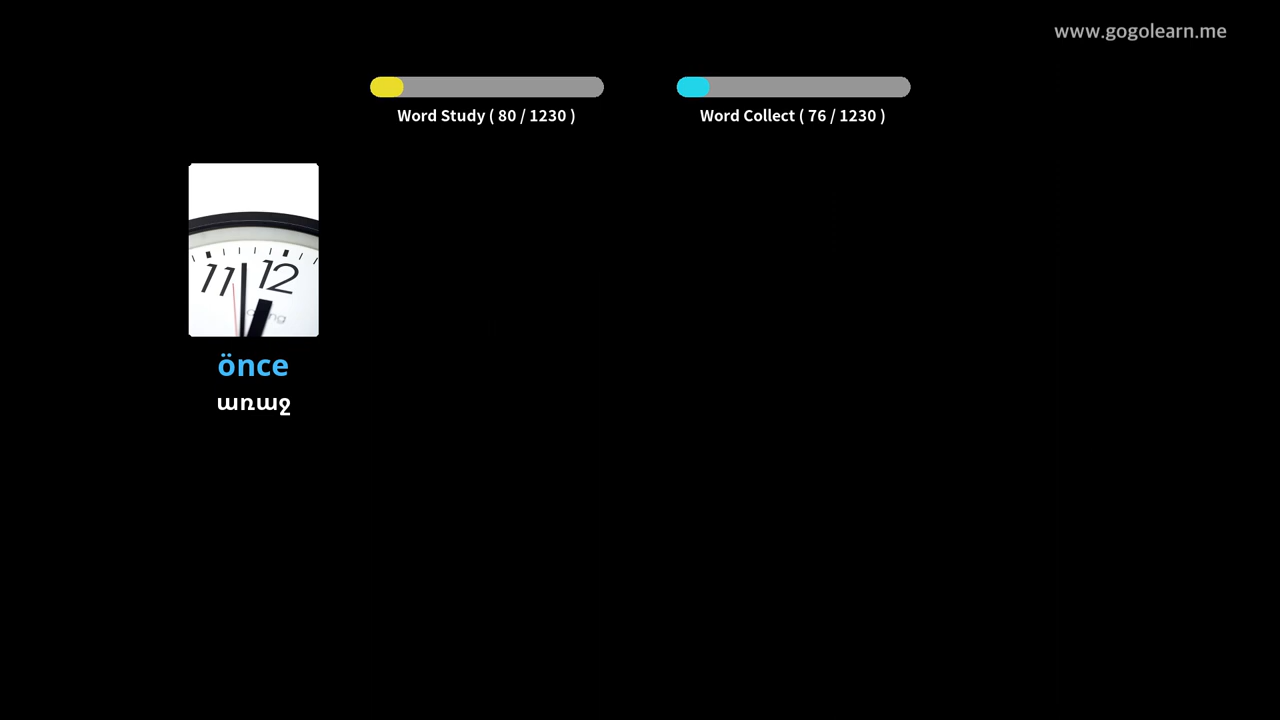 www.gogolearn.me
Word Study ( 80 / 1230 )
Word Collect ( 76 / 1230 )
11 12
önce
առաջ